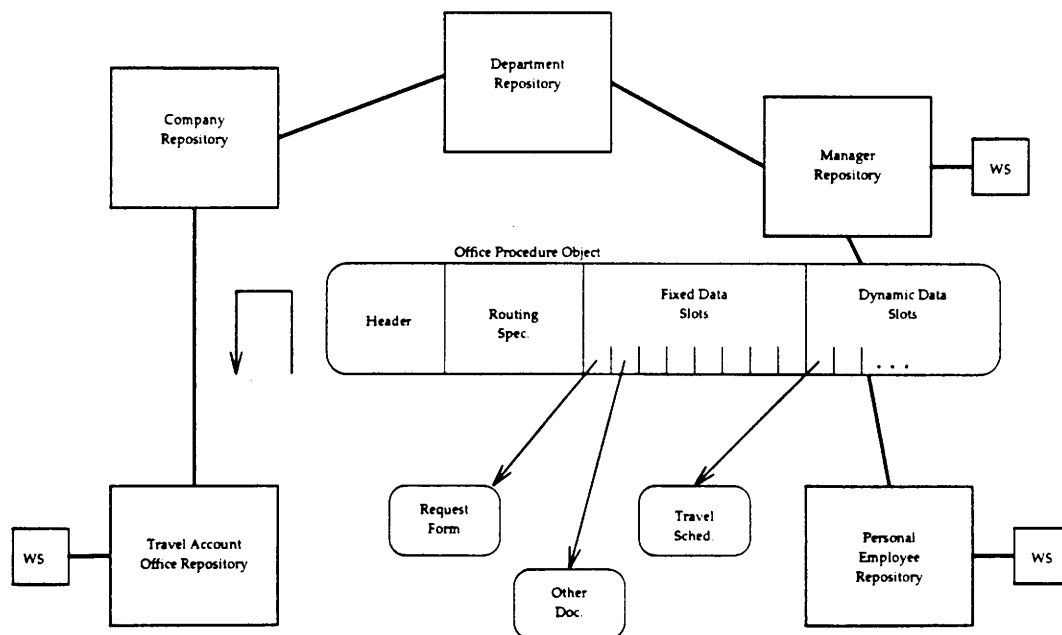 Department
Repository
Company
Repository
Manager
Repository
WS
Office Procedure Object
Header
Routing
Spec.
Fixed Data
Slots
Dynamic Data
Slots
. . .
Request
Form
Travel
Sched.
Other
Doc.
WS
Travel Account
Office Repository
Personal
Employee
Repository
WS